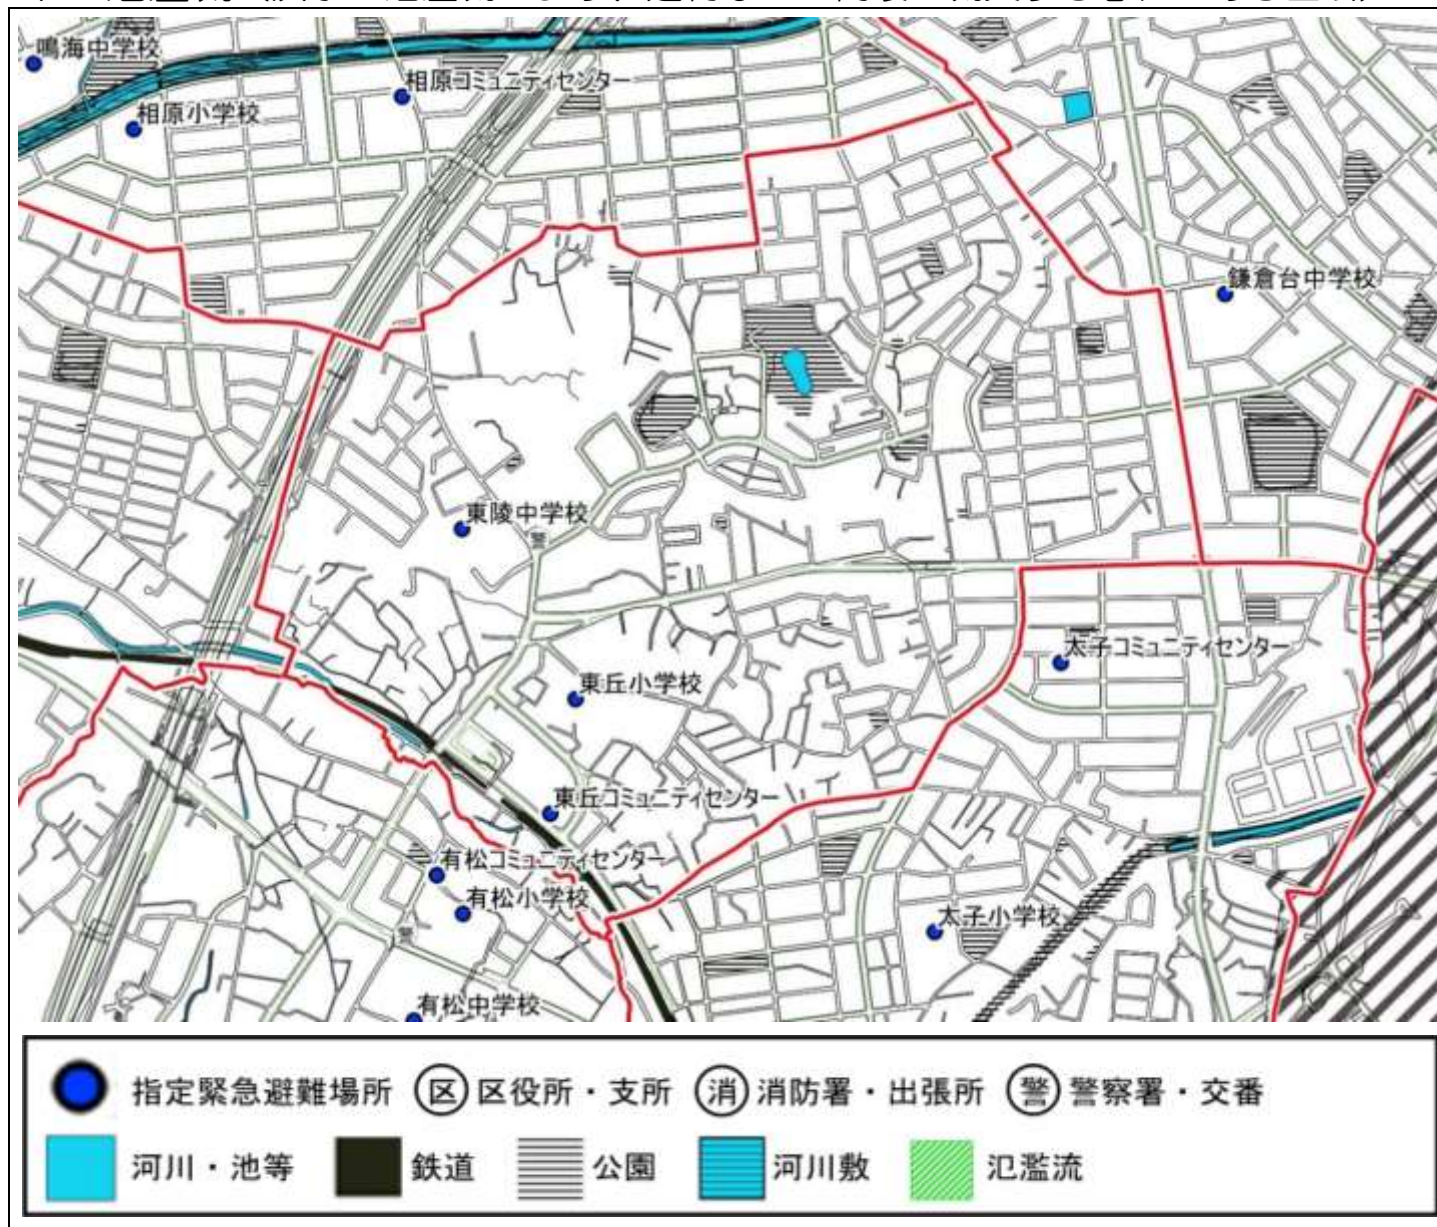 鳴海中学校
相原コミュニティセンター
相原小学校
鎌倉台中学校
東陵中学校
警
太子コミュニティセンター
東丘小学校
東丘コミュニティセンター
有松コミュニティセンター
有松小学校
太子小学校
警
有松中学校
指定緊急避難場所 区 区役所・支所 消 消防署・出張所 警 警察署・交番
河川・池等 鉄道 公園 河川敷 氾濫流